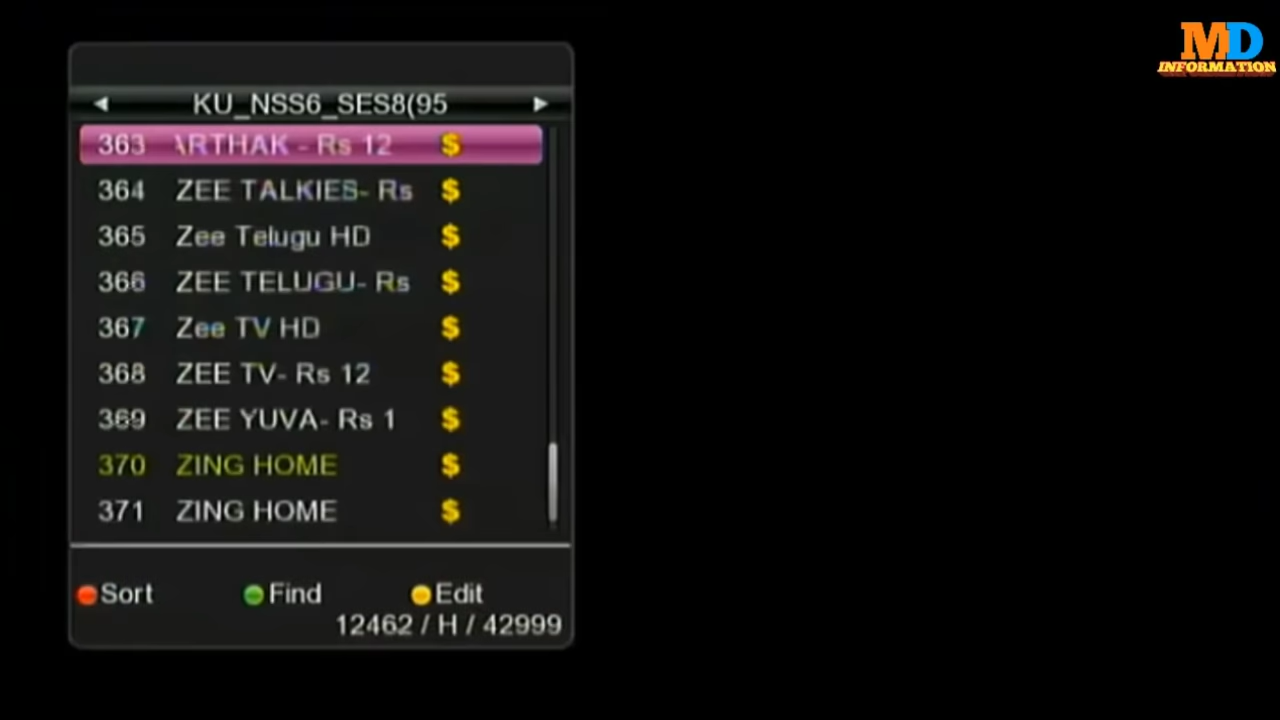 MD
INFORMATION
KU_NSS6_SES8(95
363 ARTHAK - Rs 12 $
364 ZEE TALKIES- Rs $
365 Zee Telugu HD $
366 ZEE TELUGU- Rs $
367 Zee TV HD $
368 ZEE TV- Rs 12 $
369 ZEE YUVA- Rs 1 $
370 ZING HOME $
371 ZING HOME $
Sort Find Edit
12462 / H / 42999